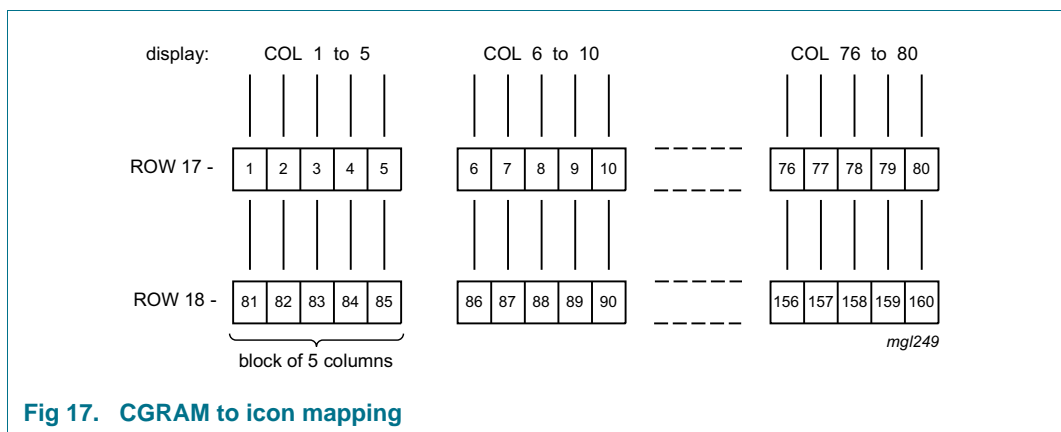 display: COL 1 to 5 COL 6 to 10 COL 76 to 80
ROW 17 - 1 2 3 4 5 6 7 8 9 10 76 77 78 79 80
ROW 18 - 81 82 83 84 85 86 87 88 89 90 156 157 158 159 160
mgl249
block of 5 columns
Fig 17. CGRAM to icon mapping